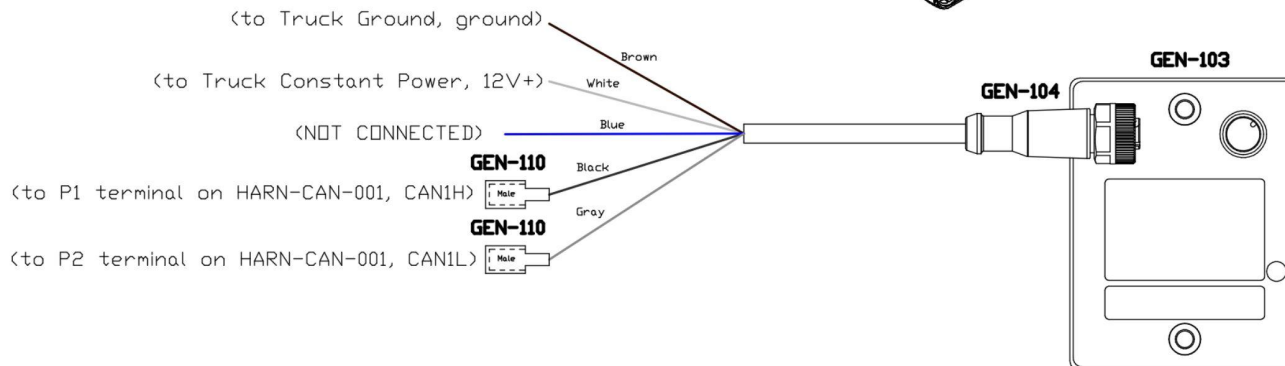 (to Truck Ground, ground)
Brown
GEN-103
(to Truck Constant Power, 12V+)
White
GEN-104
(NOT CONNECTED)
Blue
GEN-110
Black
(to P1 terminal on HARN-CAN-001, CAN1H)
Male
Gray
GEN-110
(to P2 terminal on HARN-CAN-001, CAN1L)
Male